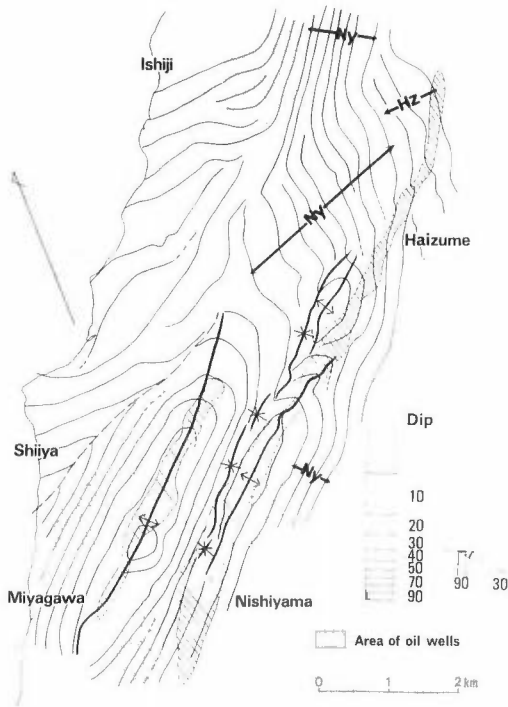 Ny
Ishiji
Hz
Ny
Haizume
Shiiya
Ny
Miyagawa
Nishiyama
Dip
10
20
30
40
50
70
90
90 30
Area of oil wells
0 1 2 km